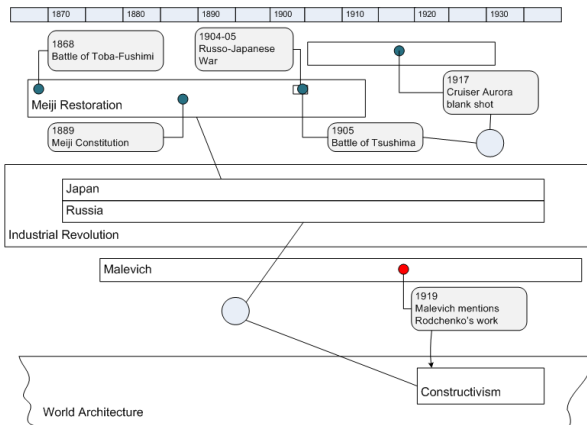 1870 1880 1890 1900 1910 1920 1930
1868
Battle of Toba-Fushimi
1904-05
Russo-Japanese
War
1917
Cruiser Aurora
blank shot
Meiji Restoration
1889
Meiji Constitution
1905
Battle of Tsushima
Japan
Russia
Industrial Revolution
Malevich
1919
Malevich mentions
Rodchenko's work
Constructivism
World Architecture